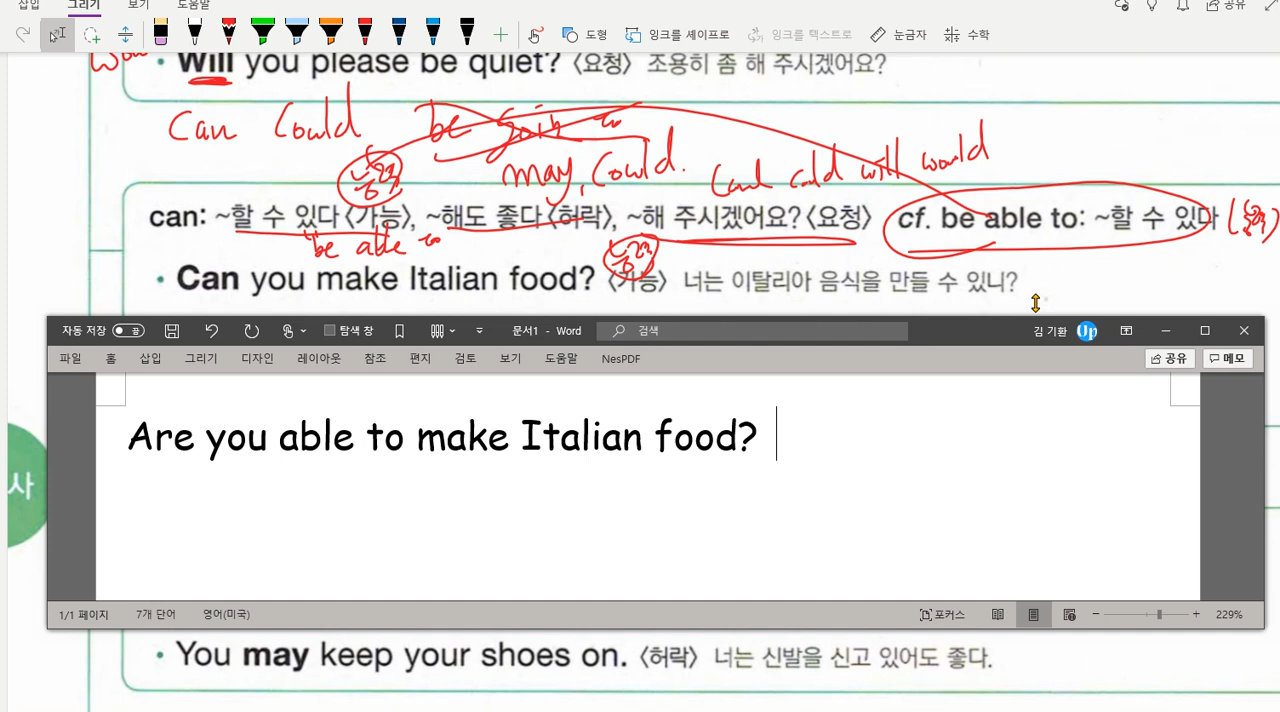 삽입 그리기 보기 도움말 공유
도형 잉크를 셰이프로 잉크를 텍스트로 눈금자 수학
• Will you please be quiet? 〈요청〉 조용히 좀 해 주시겠어요?
Can Could be goin to
may, Could. Can could will would
능력
can: ~할 수 있다 〈가능〉, ~해도 좋다 〈허락〉, ~해 주시겠어요? 〈요청〉 cf. be able to: ~할 수 있다
be able to
능력
• Can you make Italian food? 〈가능〉 너는 이탈리아 음식을 만들 수 있니?
자동 저장 끔 탐색 창 문서1 - Word 검색 김 기환 Up
파일 홈 삽입 그리기 디자인 레이아웃 참조 편지 검토 보기 도움말 NesPDF 공유 메모
Are you able to make Italian food?
사
1/1 페이지 7개 단어 영어(미국) 포커스 229%
• You may keep your shoes on. 〈허락〉 너는 신발을 신고 있어도 좋다.